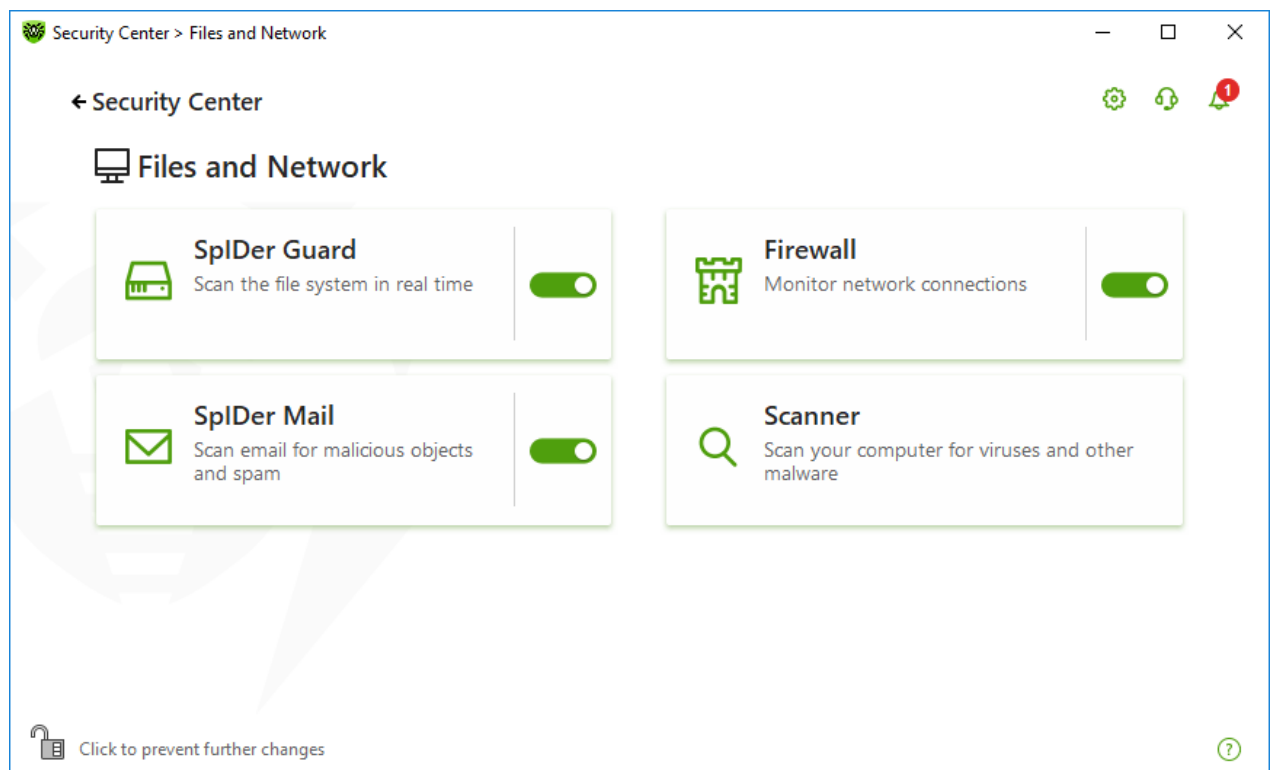 Security Center > Files and Network
Security Center
1
Files and Network
SpIDer Guard
Scan the file system in real time
Firewall
Monitor network connections
SpIDer Mail
Scan email for malicious objects
and spam
Scanner
Scan your computer for viruses and other
malware
Click to prevent further changes
?